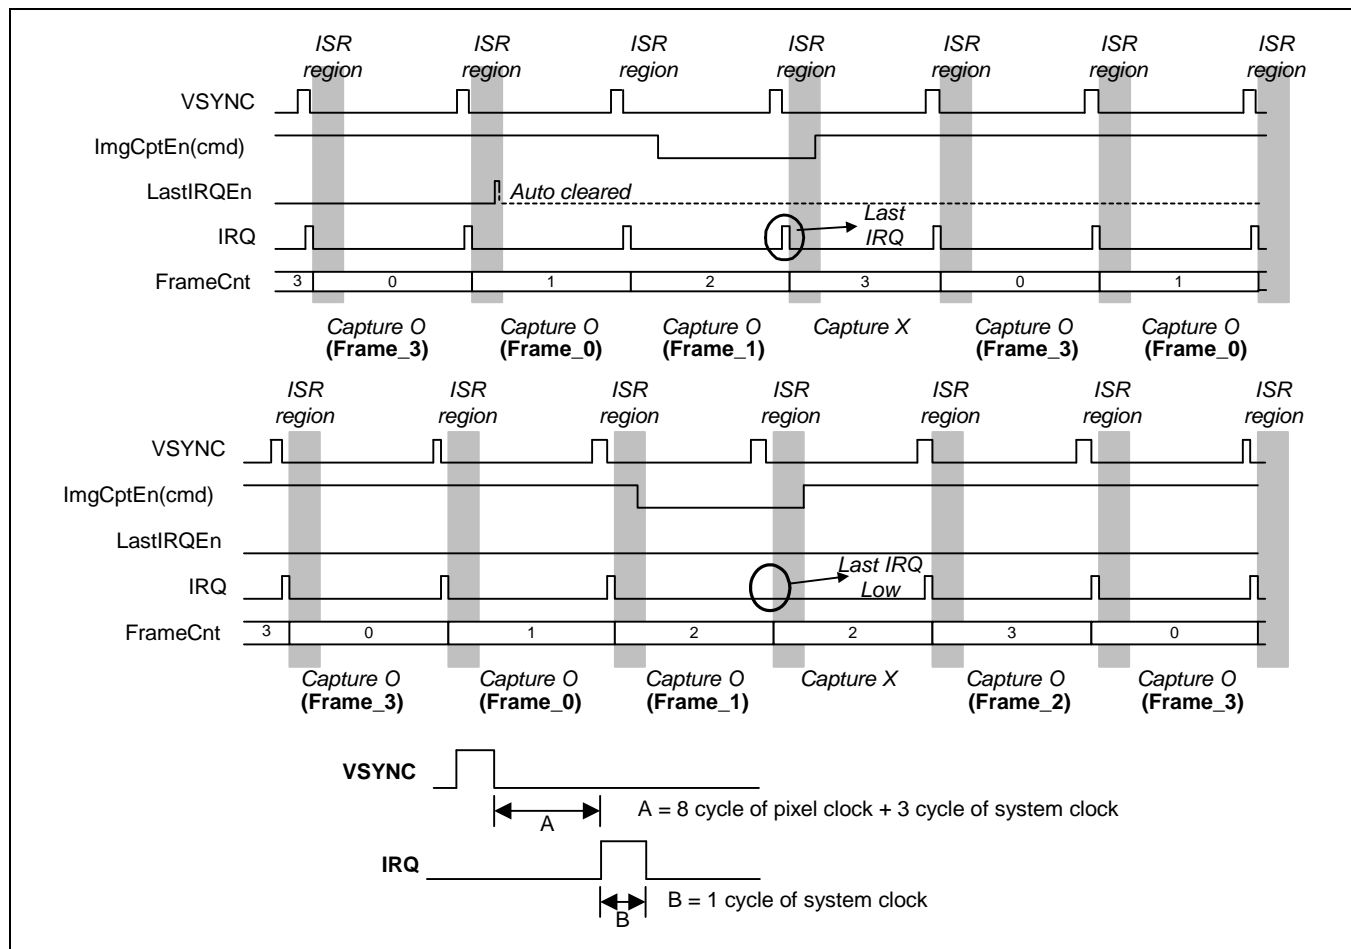 ISR ISR ISR ISR ISR ISR ISR
region region region region region region region
VSYNC
ImgCptEn(cmd)
LastIRQEn Auto cleared
IRQ Last
IRQ
FrameCnt 3 0 1 2 3 0 1
Capture O Capture O Capture O Capture X Capture O Capture O
(Frame_3) (Frame_0) (Frame_1) (Frame_3) (Frame_0)
ISR ISR ISR ISR ISR ISR ISR
region region region region region region region
VSYNC
ImgCptEn(cmd)
LastIRQEn
Last IRQ
IRQ Low
FrameCnt 3 0 1 2 2 3 0
Capture O Capture O Capture O Capture X Capture O Capture O
(Frame_3) (Frame_0) (Frame_1) (Frame_2) (Frame_3)
VSYNC
A A = 8 cycle of pixel clock + 3 cycle of system clock
IRQ
B B = 1 cycle of system clock